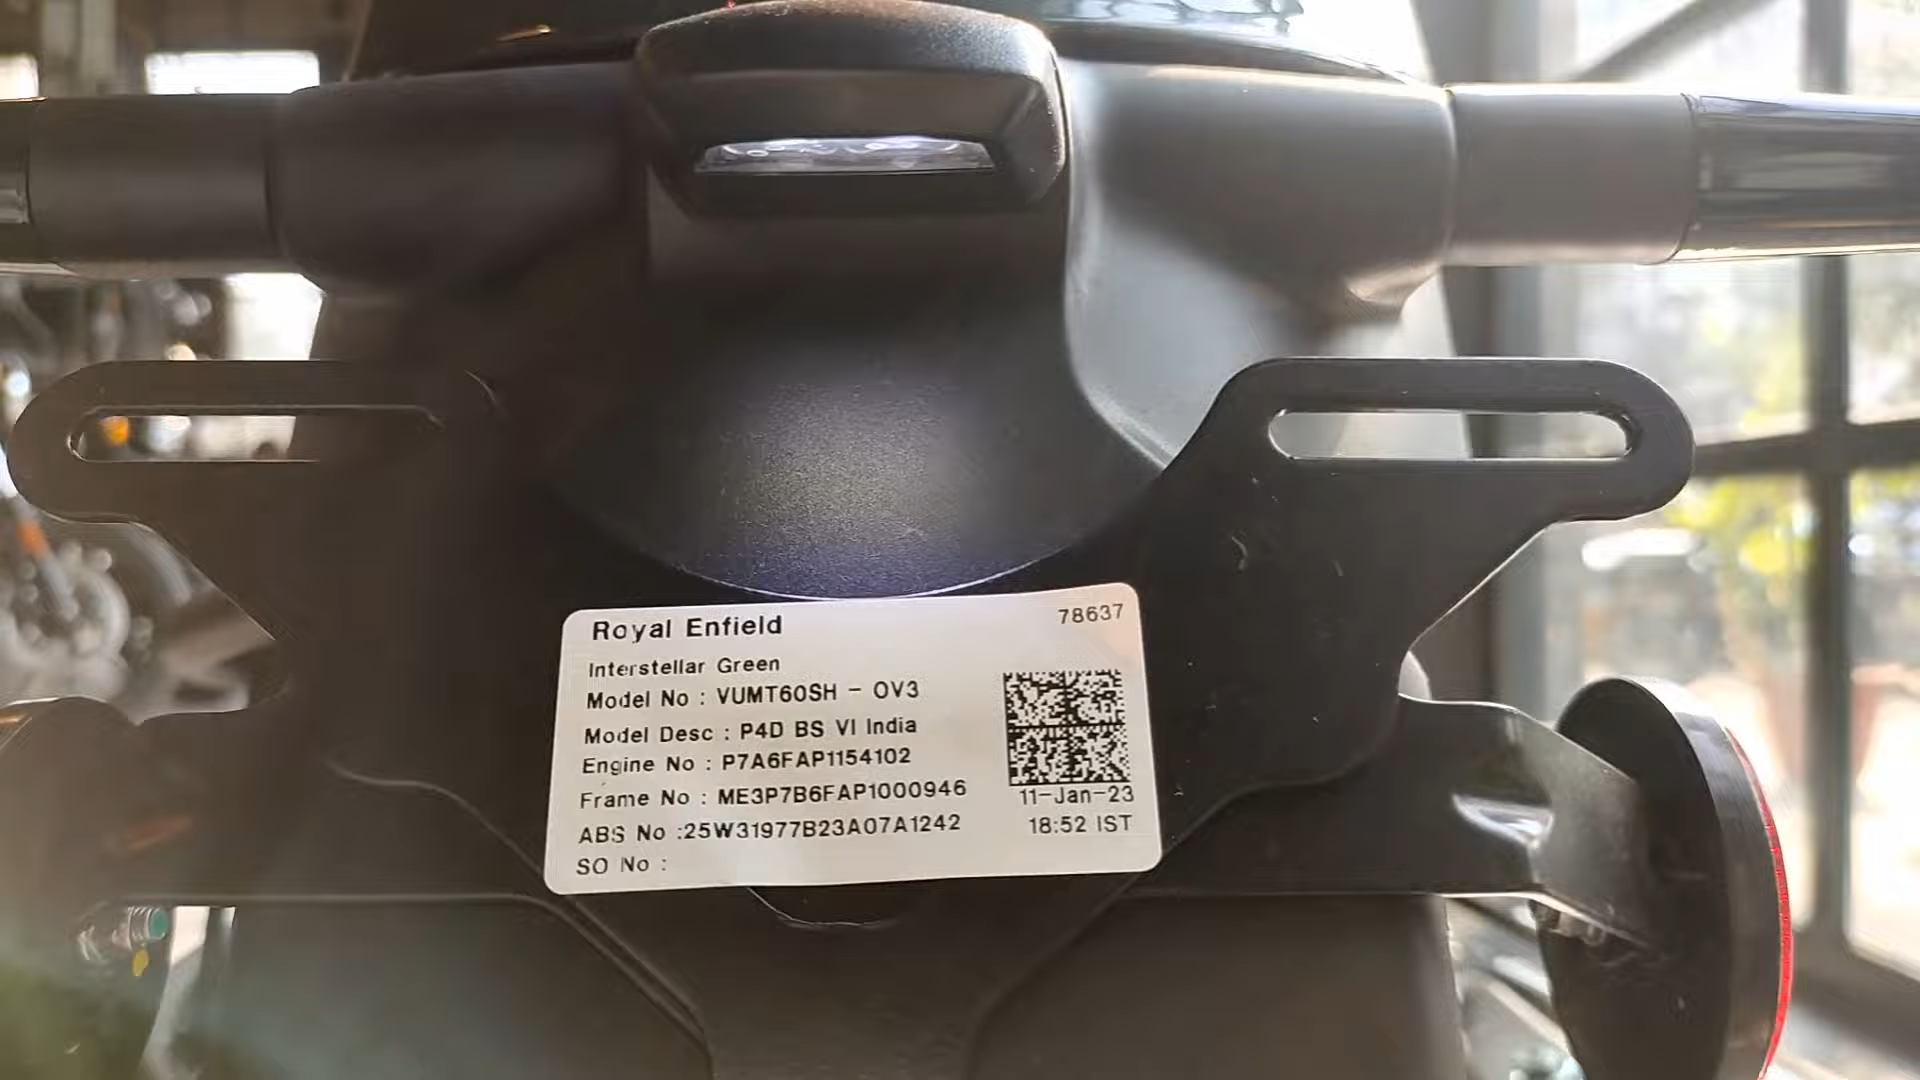 Royal Enfield 78637
Interstellar Green
Model No : VUMT60SH - OV3
Model Desc : P4D BS VI India
Engine No : P7A6FAP1154102
Frame No : ME3P7B6FAP1000946
11-Jan-23
ABS No :25W31977B23A07A1242
18:52 IST
SO No :